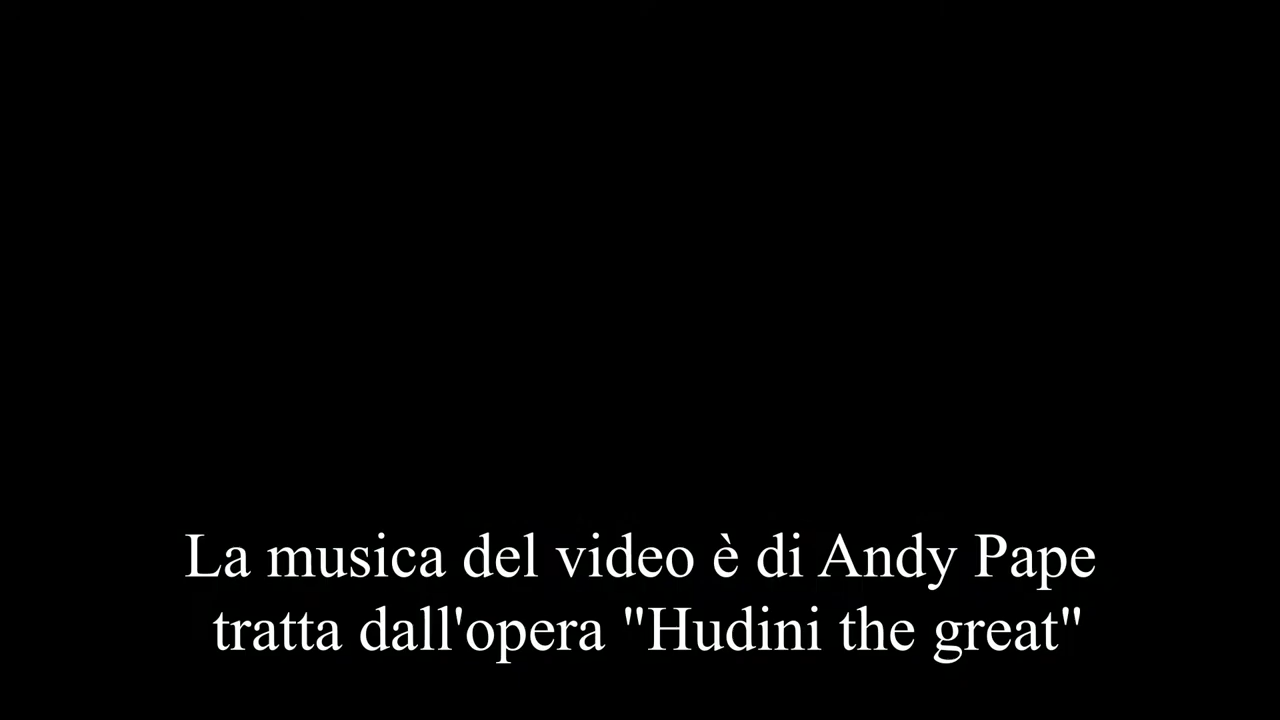 La musica del video è di Andy Pape
tratta dall'opera "Hudini the great"